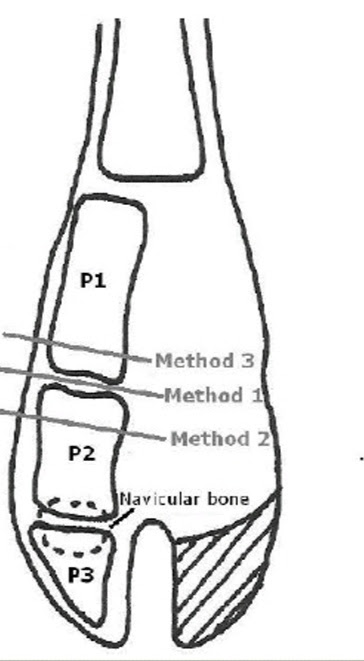 P1
Method 3
Method 1
Method 2
P2
Navicular bone
P3